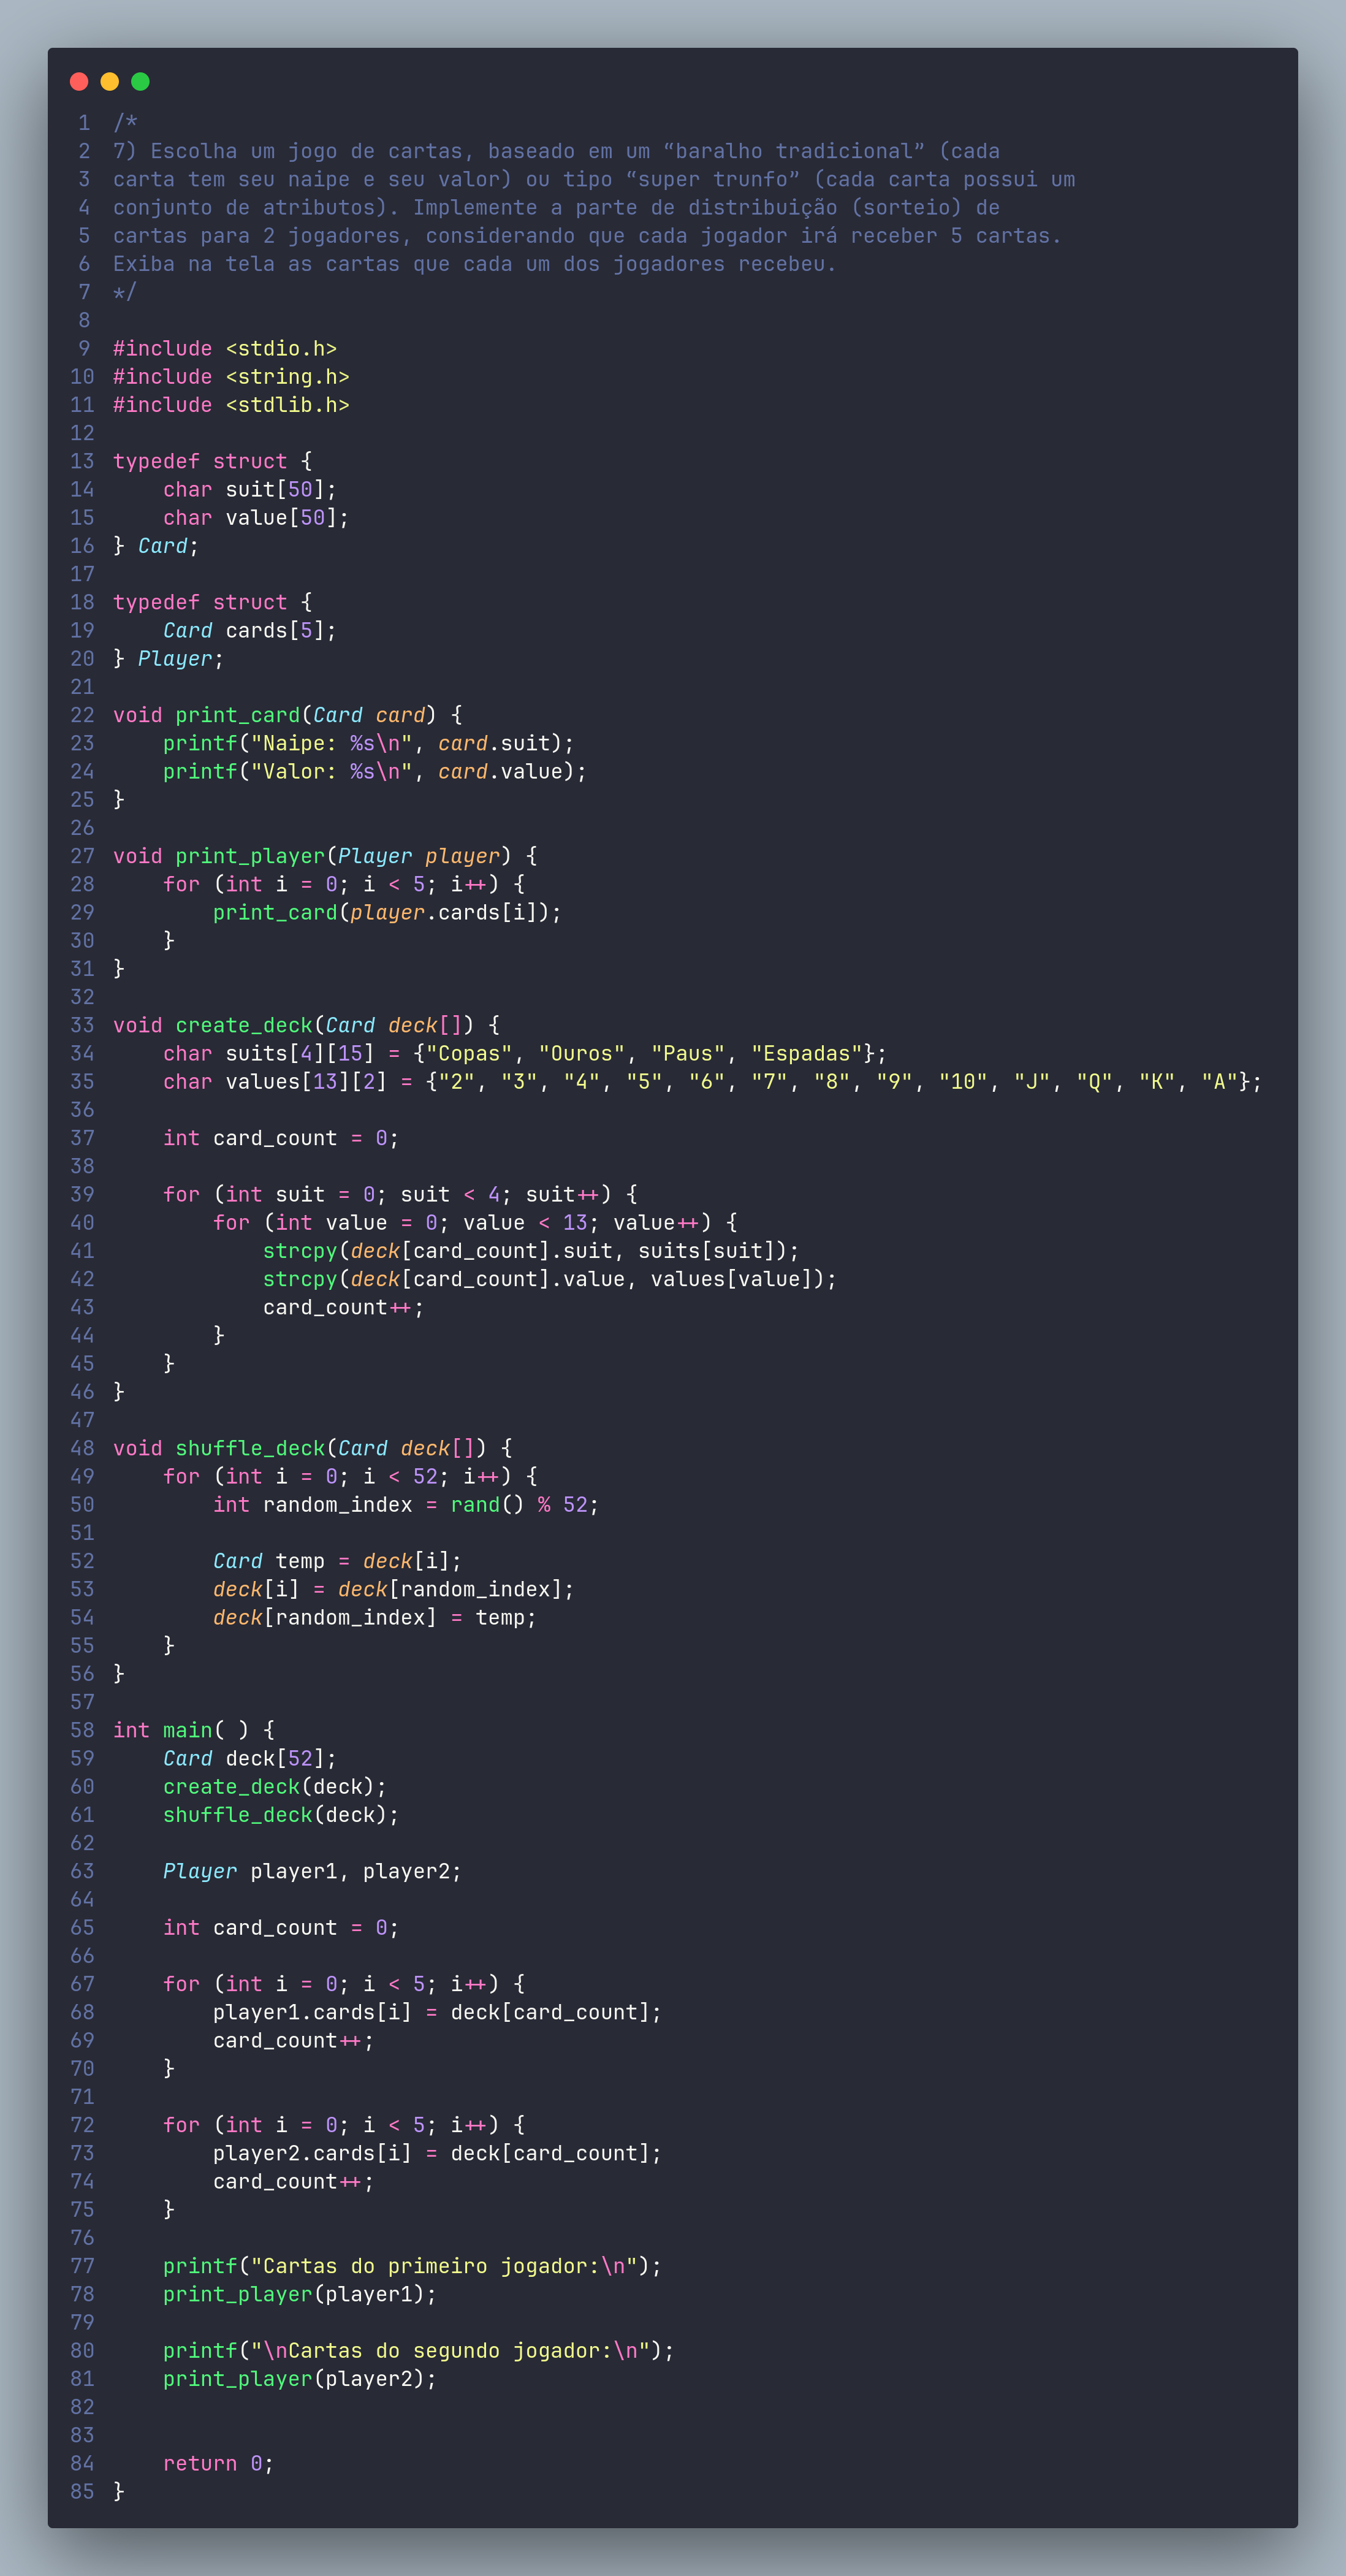 1 /*
2 7) Escolha um jogo de cartas, baseado em um “baralho tradicional” (cada
3 carta tem seu naipe e seu valor) ou tipo “super trunfo” (cada carta possui um
4 conjunto de atributos). Implemente a parte de distribuição (sorteio) de
5 cartas para 2 jogadores, considerando que cada jogador irá receber 5 cartas.
6 Exiba na tela as cartas que cada um dos jogadores recebeu.
7 */
8
9 #include <stdio.h>
10 #include <string.h>
11 #include <stdlib.h>
12
13 typedef struct {
14     char suit[50];
15     char value[50];
16 } Card;
17
18 typedef struct {
19     Card cards[5];
20 } Player;
21
22 void print_card(Card card) {
23     printf("Naipe: %s\n", card.suit);
24     printf("Valor: %s\n", card.value);
25 }
26
27 void print_player(Player player) {
28     for (int i = 0; i < 5; i++) {
29         print_card(player.cards[i]);
30     }
31 }
32
33 void create_deck(Card deck[]) {
34     char suits[4][15] = {"Copas", "Ouros", "Paus", "Espadas"};
35     char values[13][2] = {"2", "3", "4", "5", "6", "7", "8", "9", "10", "J", "Q", "K", "A"};
36
37     int card_count = 0;
38
39     for (int suit = 0; suit < 4; suit++) {
40         for (int value = 0; value < 13; value++) {
41             strcpy(deck[card_count].suit, suits[suit]);
42             strcpy(deck[card_count].value, values[value]);
43             card_count++;
44         }
45     }
46 }
47
48 void shuffle_deck(Card deck[]) {
49     for (int i = 0; i < 52; i++) {
50         int random_index = rand() % 52;
51
52         Card temp = deck[i];
53         deck[i] = deck[random_index];
54         deck[random_index] = temp;
55     }
56 }
57
58 int main( ) {
59     Card deck[52];
60     create_deck(deck);
61     shuffle_deck(deck);
62
63     Player player1, player2;
64
65     int card_count = 0;
66
67     for (int i = 0; i < 5; i++) {
68         player1.cards[i] = deck[card_count];
69         card_count++;
70     }
71
72     for (int i = 0; i < 5; i++) {
73         player2.cards[i] = deck[card_count];
74         card_count++;
75     }
76
77     printf("Cartas do primeiro jogador:\n");
78     print_player(player1);
79
80     printf("\nCartas do segundo jogador:\n");
81     print_player(player2);
82
83
84     return 0;
85 }